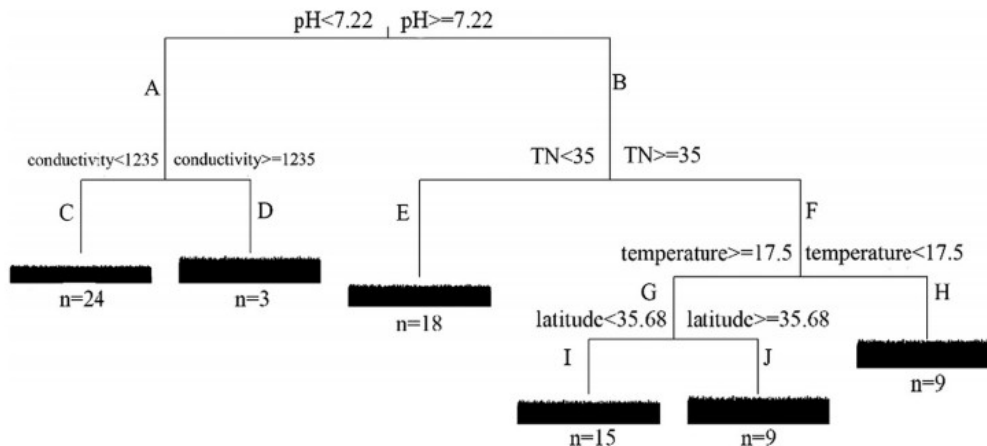 pH<7.22 pH>=7.22
A
B
conductivity<1235 conductivity>=1235
TN<35 TN>=35
C
D
E
F
temperature>=17.5 temperature<17.5
n=24
n=3
n=18
G
H
latitude<35.68 latitude>=35.68
I
J
n=9
n=15
n=9